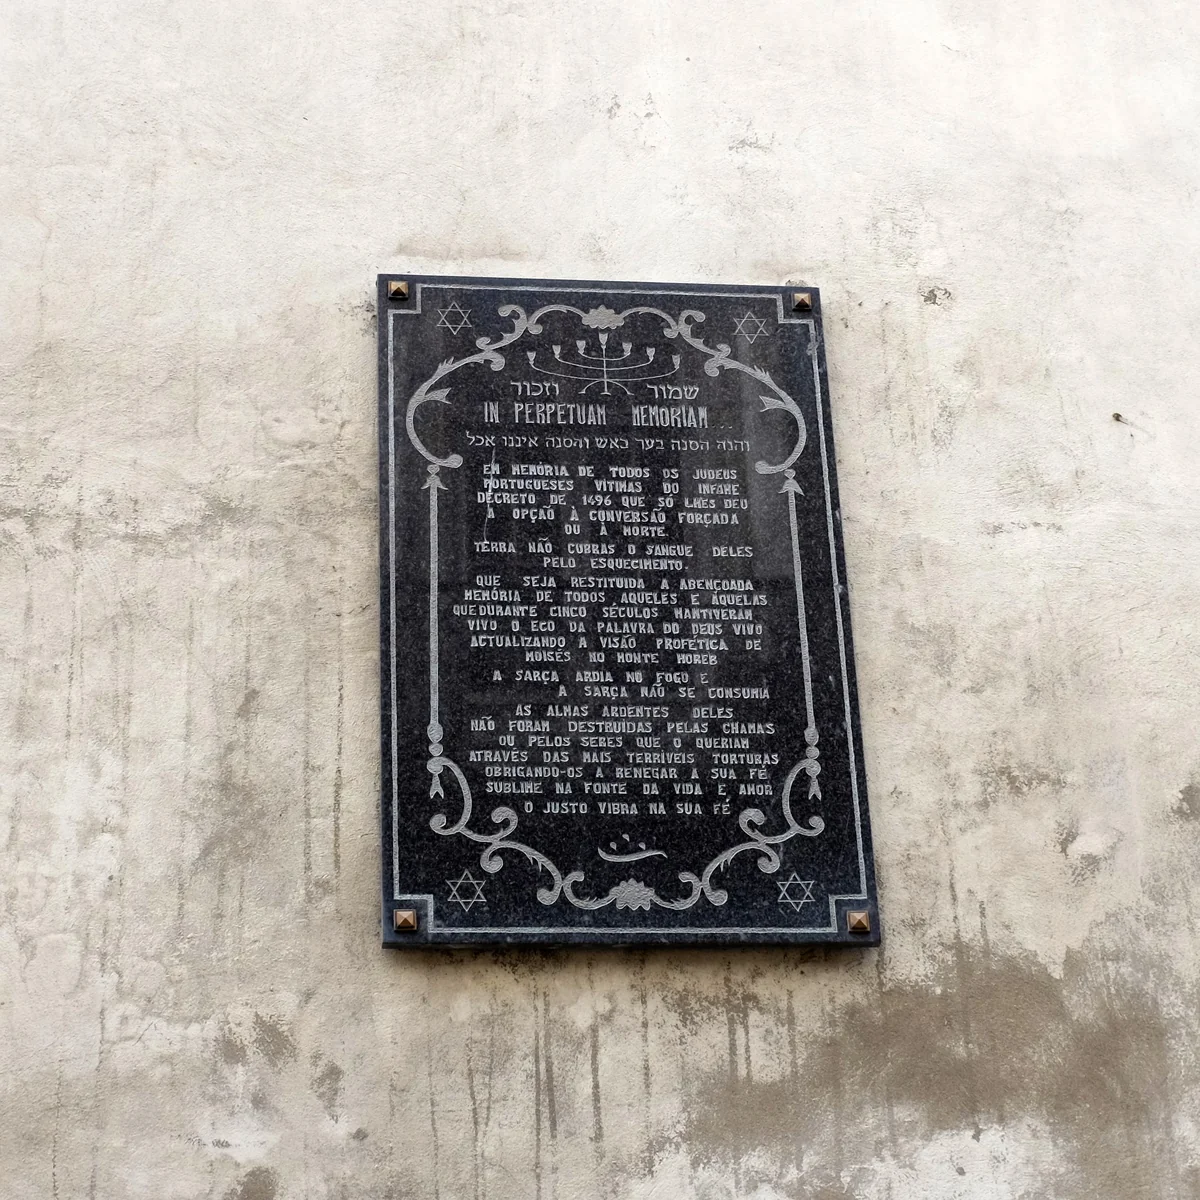 שמור וזכור
IN PERPETUAM MEMORIAM ...
והנה הסנה בער באש והסנה איננו אכל
EM MEMÓRIA DE TODOS OS JUDEUS
PORTUGUESES VÍTIMAS DO INFAME
DECRETO DE 1496 QUE SÓ LHES DEU
A OPÇAÕ À CONVERSÃO FORÇADA
OU À MORTE.
TERRA NÃO CUBRAS O SANGUE DELES
PELO ESQUECIMENTO.
QUE SEJA RESTITUIDA A ABENÇOADA
MEMÓRIA DE TODOS AQUELES E AQUELAS
QUE DURANTE CINCO SÉCULOS MANTIVERAM
VIVO O ECO DA PALAVRA DO DEUS VIVO
ACTUALIZANDO A VISÃO PROFÉTICA DE
MOISÉS NO MONTE HOREB
A SARÇA ARDIA NO FOGO E
A SARÇA NÃO SE CONSUMIA
AS ALMAS ARDENTES DELES
NÃO FORAM DESTRUÍDAS PELAS CHAMAS
OU PELOS SERES QUE O QUERIAM
ATRAVÉS DAS MAIS TERRÍVEIS TORTURAS
OBRIGANDO-OS A RENEGAR A SUA FÉ
SUBLIME NA FONTE DA VIDA E AMOR
O JUSTO VIBRA NA SUA FÉ